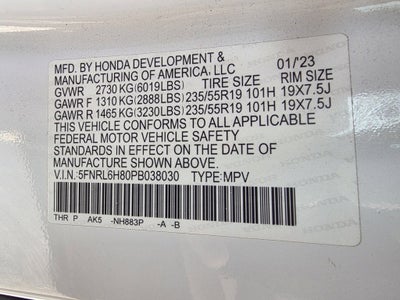 MFD. BY HONDA DEVELOPMENT & 01/'23
MANUFACTURING OF AMERICA, LLC
GVWR 2730 KG(6019LBS) TIRE SIZE RIM SIZE
GAWR F 1310 KG(2888LBS) 235/55R19 101H 19X7.5J
GAWR R 1465 KG(3230LBS) 235/55R19 101H 19X7.5J
THIS VEHICLE CONFORMS TO ALL APPLICABLE
FEDERAL MOTOR VEHICLE SAFETY
STANDARDS IN EFFECT ON THE DATE OF
MANUFACTURE SHOWN ABOVE.
V.I.N.:5FNRL6H80PB038030 TYPE:MPV
THR P AK5 -NH883P -A -B